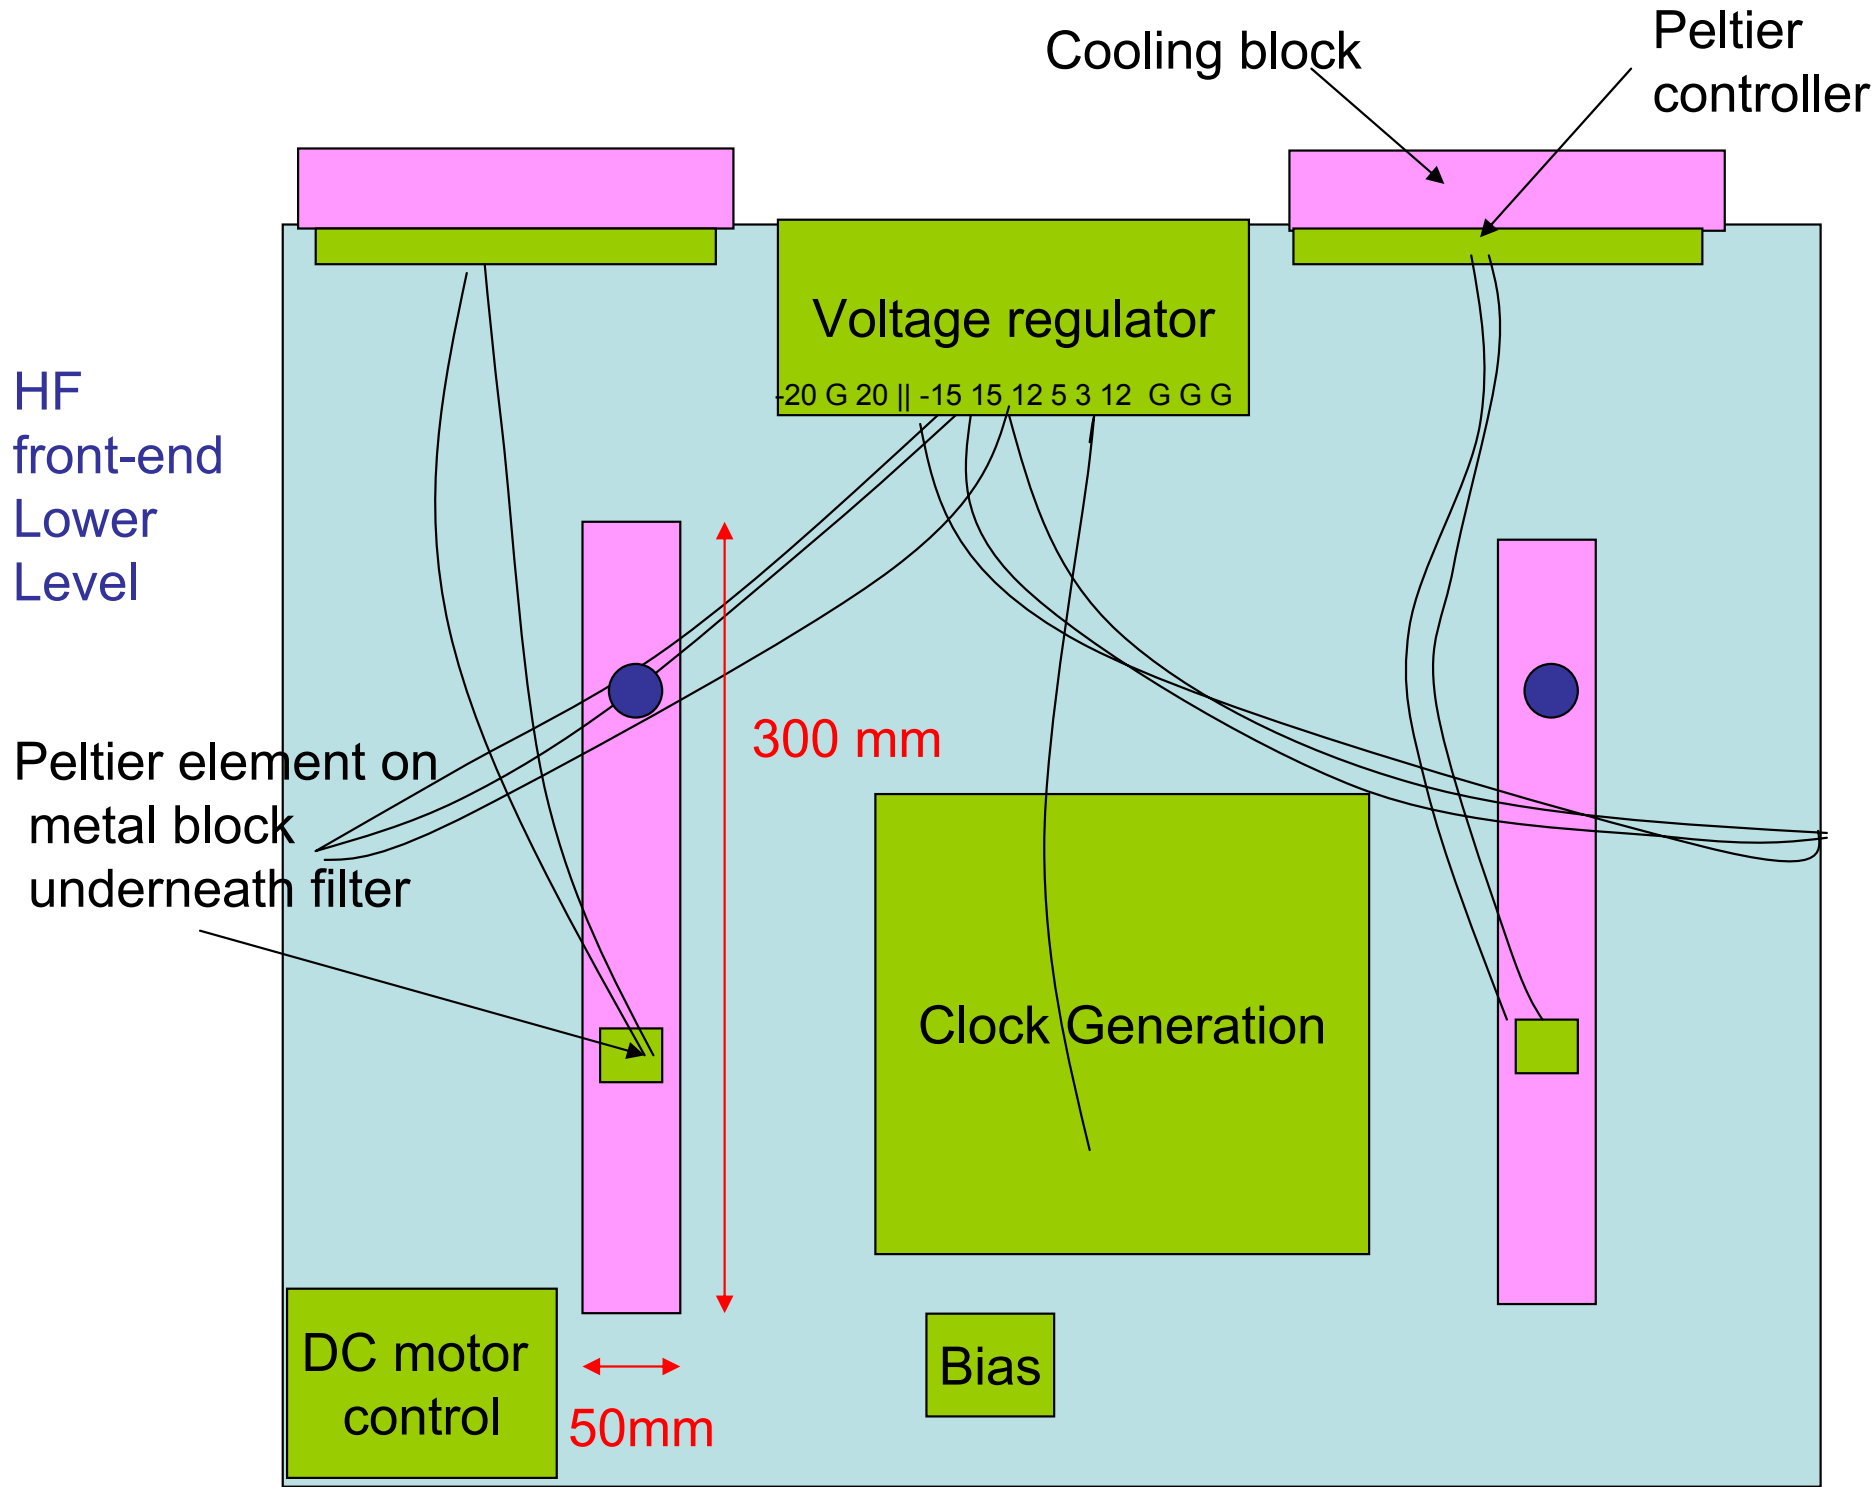 Cooling block
Peltier
controller
Voltage regulator
-20 G 20 || -15 15 12 5 3 12 G G G
HF
front-end
Lower
Level
300 mm
Peltier element on
metal block
underneath filter
Clock Generation
DC motor
control
50mm
Bias